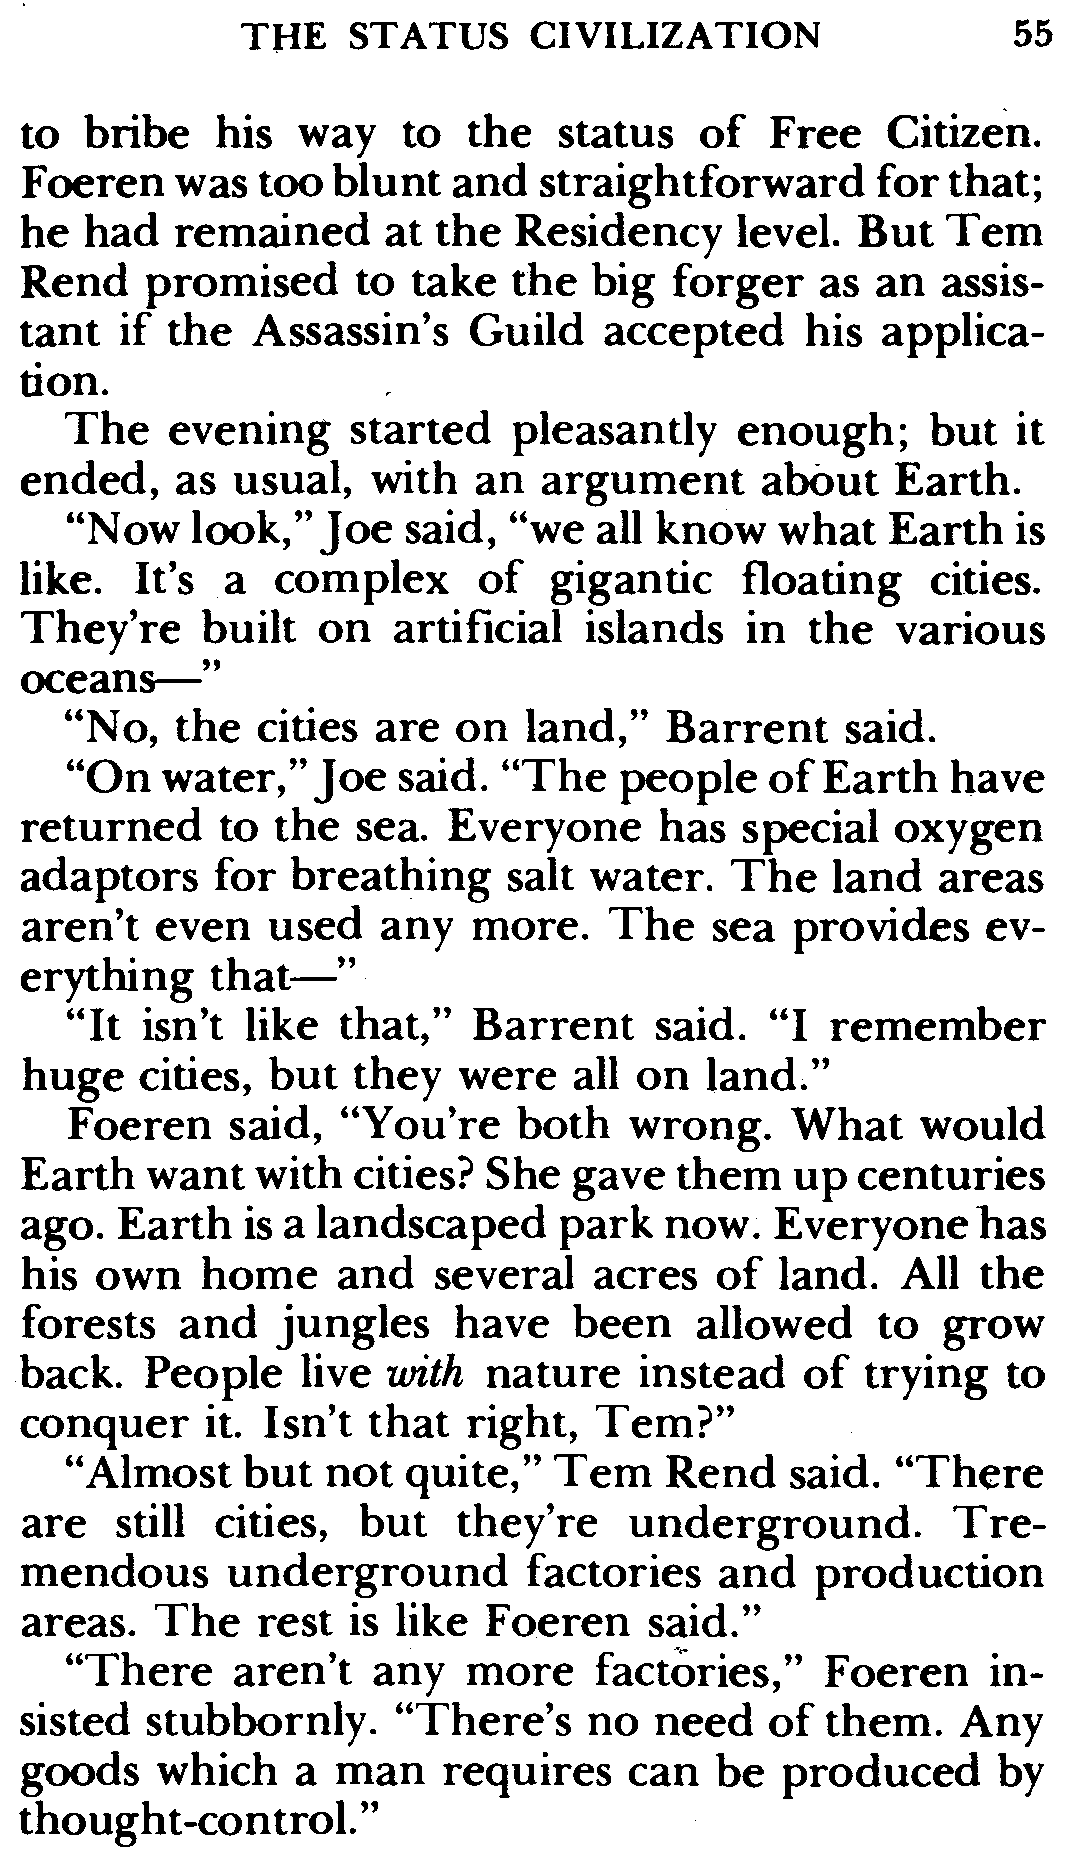 THE STATUS CIVILIZATION 55
to bribe his way to the status of Free Citizen.
Foeren was too blunt and straightforward for that;
he had remained at the Residency level. But Tem
Rend promised to take the big forger as an assis-
tant if the Assassin's Guild accepted his applica-
tion.
The evening started pleasantly enough; but it
ended, as usual, with an argument about Earth.
“Now look,” Joe said, “we all know what Earth is
like. It's a complex of gigantic floating cities.
They're built on artificial islands in the various
oceans—”
“No, the cities are on land,” Barrent said.
“On water,” Joe said. “The people of Earth have
returned to the sea. Everyone has special oxygen
adaptors for breathing salt water. The land areas
aren't even used any more. The sea provides ev-
erything that—”
“It isn't like that,” Barrent said. “I remember
huge cities, but they were all on land.”
Foeren said, “You're both wrong. What would
Earth want with cities? She gave them up centuries
ago. Earth is a landscaped park now. Everyone has
his own home and several acres of land. All the
forests and jungles have been allowed to grow
back. People live with nature instead of trying to
conquer it. Isn't that right, Tem?”
“Almost but not quite,” Tem Rend said. “There
are still cities, but they're underground. Tre-
mendous underground factories and production
areas. The rest is like Foeren said.”
“There aren't any more factories,” Foeren in-
sisted stubbornly. “There's no need of them. Any
goods which a man requires can be produced by
thought-control.”